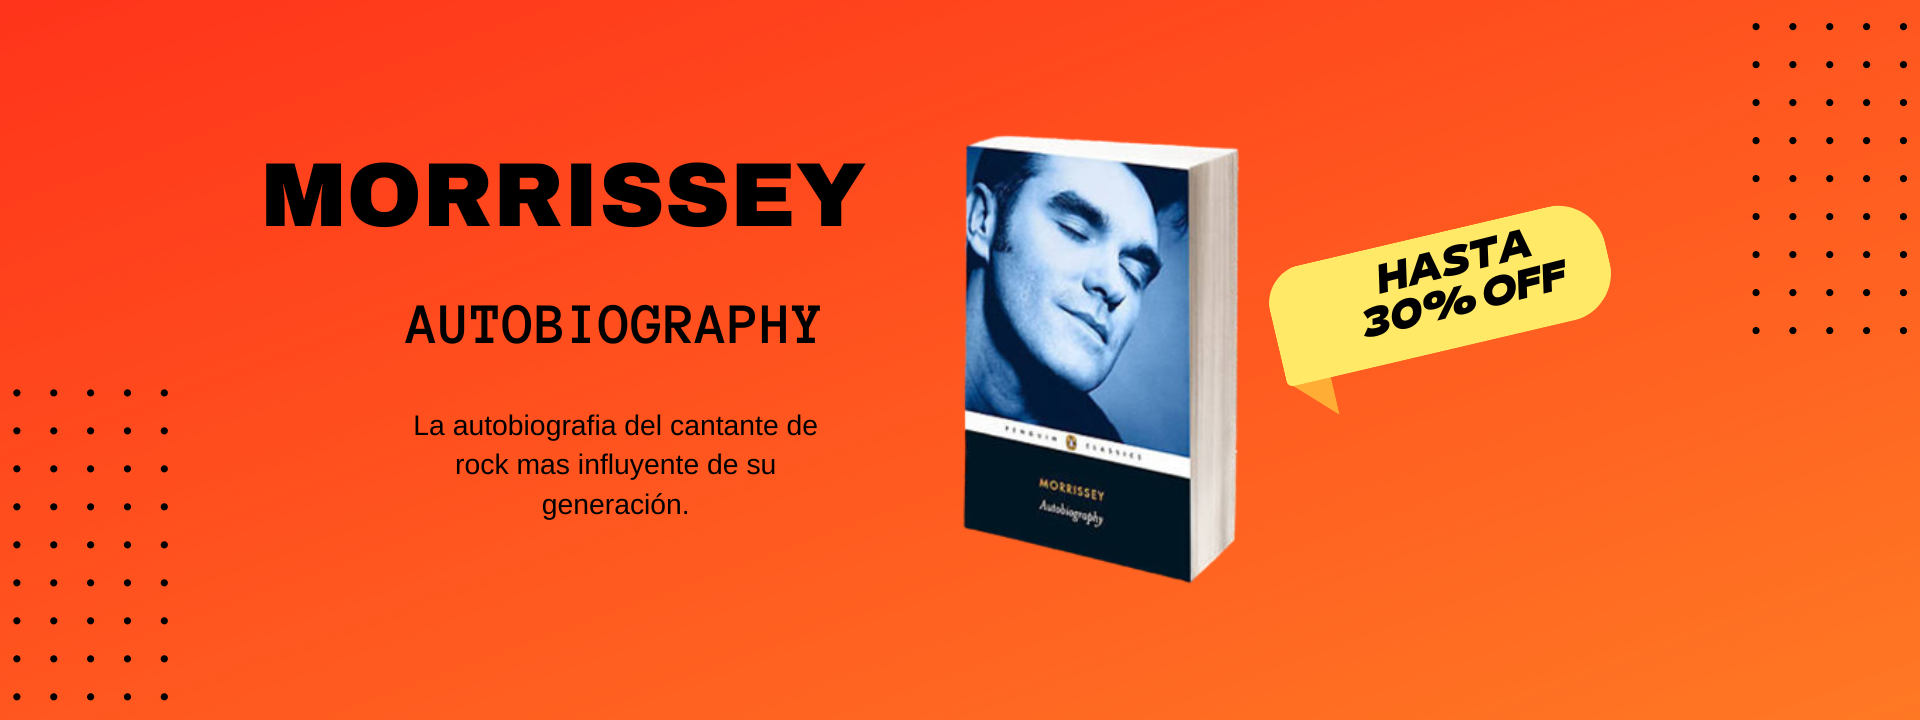 MORRISSEY
AUTOBIOGRAPHY
La autobiografia del cantante de
rock mas influyente de su
generación.
PENGUIN CLASSICS
MORRISSEY
Autobiography
HASTA
30% OFF